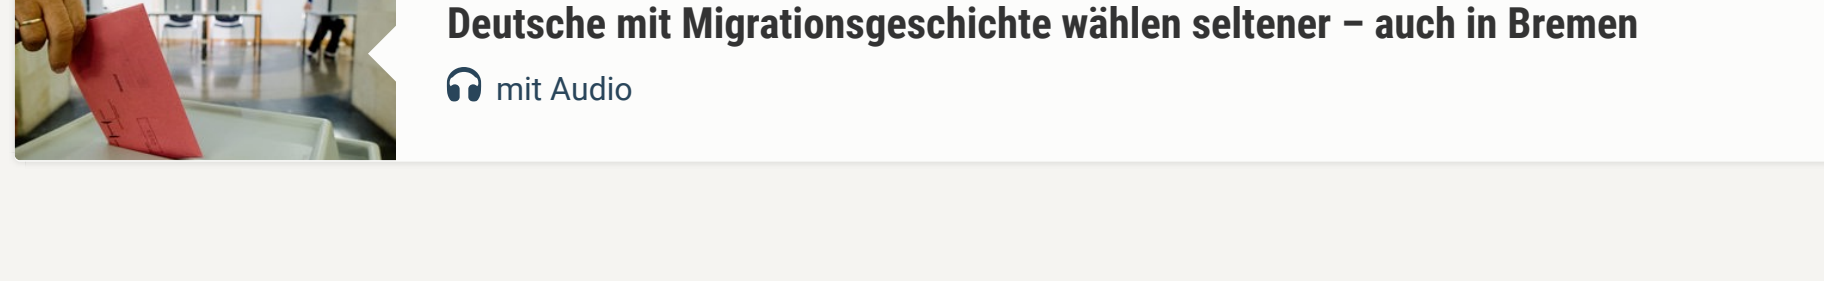 Deutsche mit Migrationsgeschichte wählen seltener – auch in Bremen
mit Audio